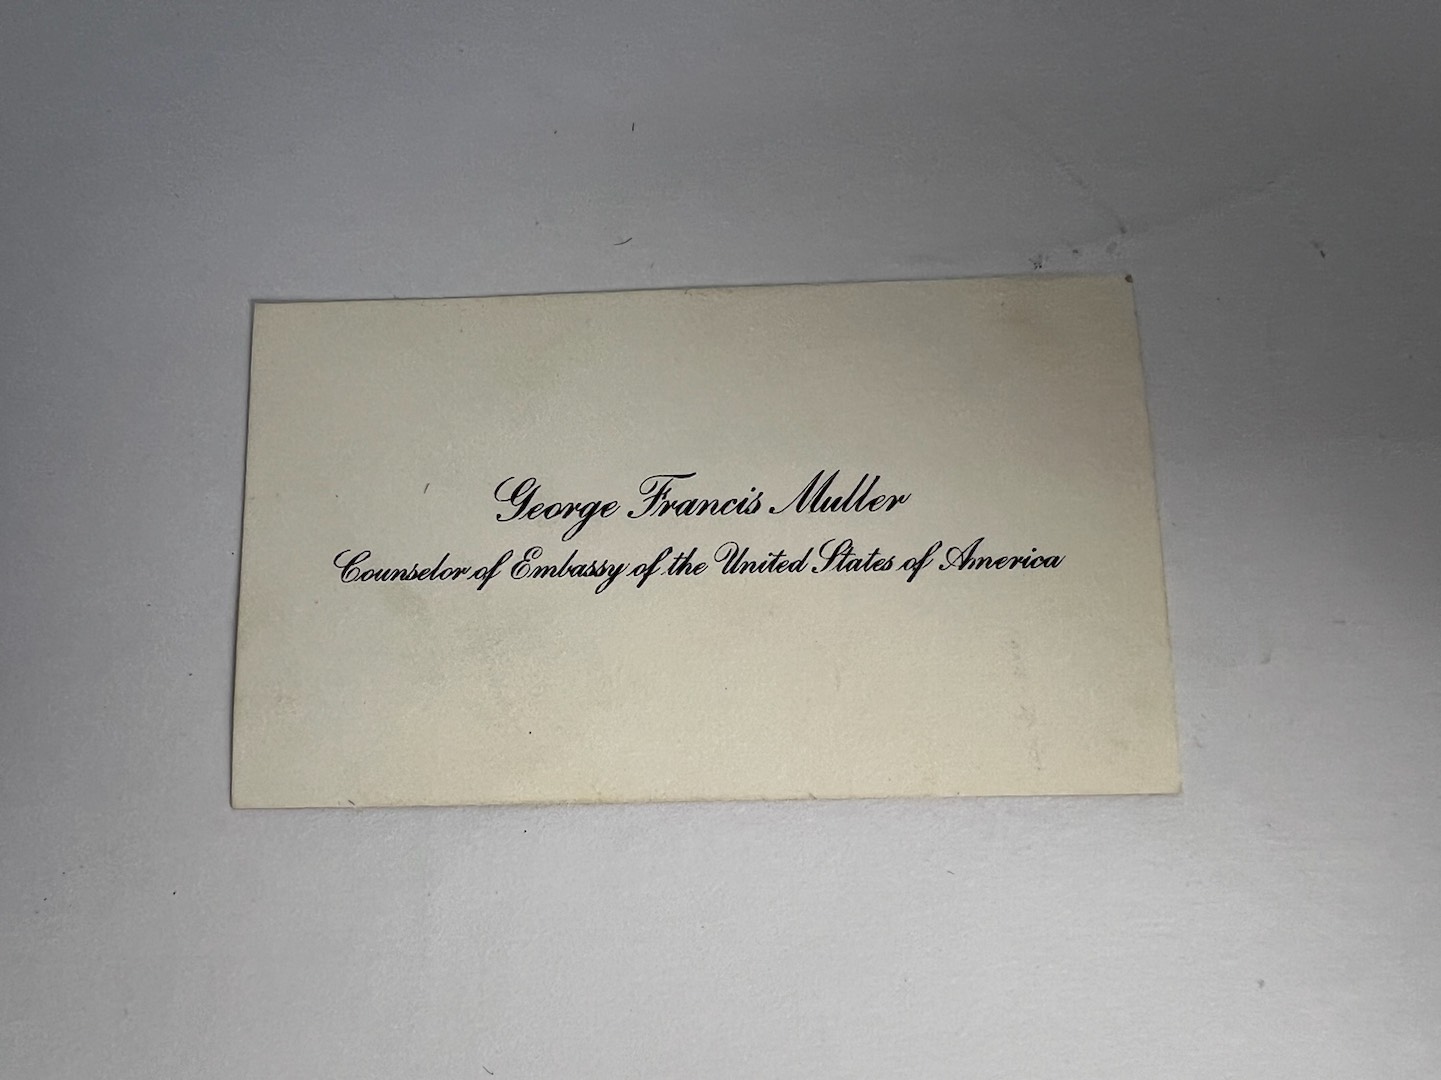 George Francis Muller
Counselor of Embassy of the United States of America